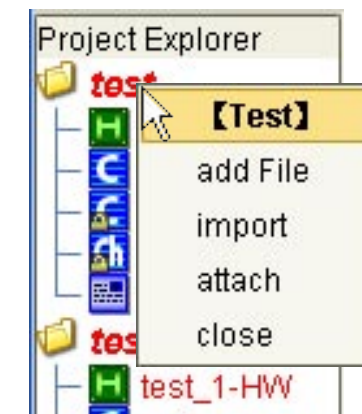 Project Explorer
test
【Test】
add File
import
attach
close
tes
test_1-HW